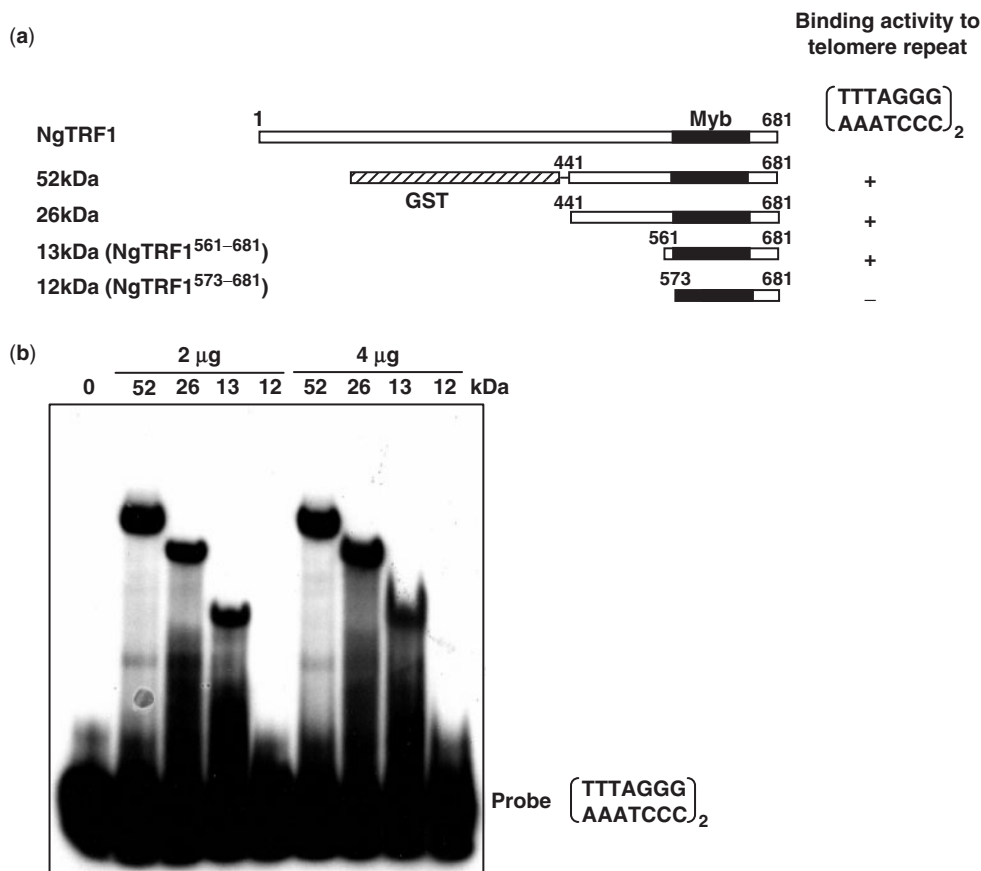 (a)
Binding activity to
telomere repeat
TTTAGGG
AAATCCC 2
1 Myb 681
NgTRF1
441 681
52kDa +
GST
441 681
26kDa +
561 681
13kDa (NgTRF1561–681) +
573 681
12kDa (NgTRF1573–681) –
(b)
2 μg 4 μg
0 52 26 13 12 52 26 13 12 kDa
Probe
TTTAGGG
AAATCCC 2